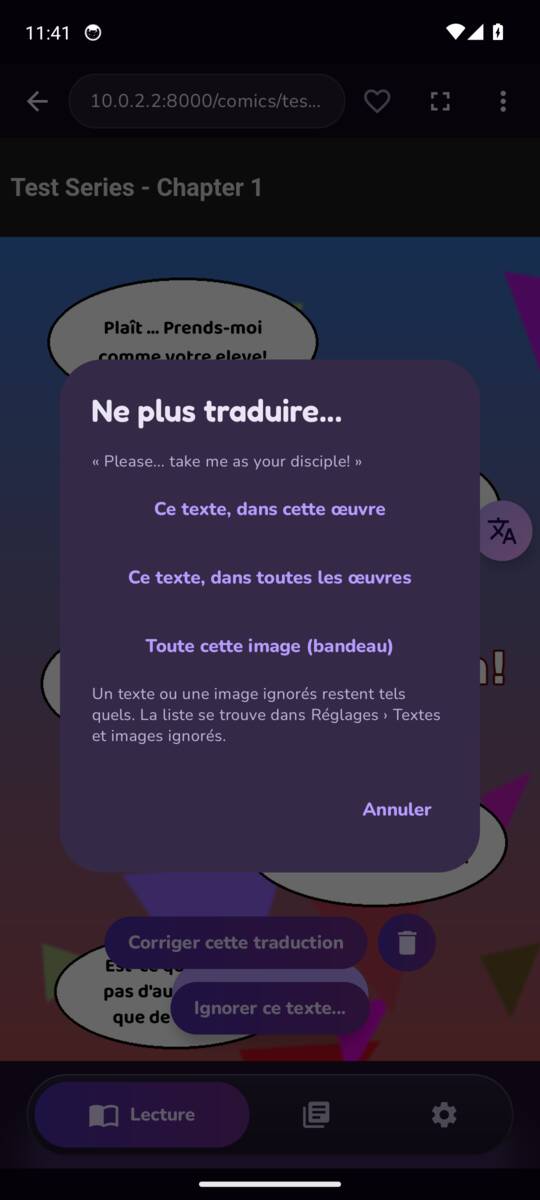 11:41
10.0.2.2:8000/comics/tes...
Test Series - Chapter 1
Plaît ... Prends-moi
comme votre eleve!
Ne plus traduire...
« Please... take me as your disciple! »
Ce texte, dans cette œuvre
Ce texte, dans toutes les œuvres
Toute cette image (bandeau)
Un texte ou une image ignorés restent tels
quels. La liste se trouve dans Réglages › Textes
et images ignorés.
Annuler
Corriger cette traduction
pas d'au
que de
Ignorer ce texte...
Lecture